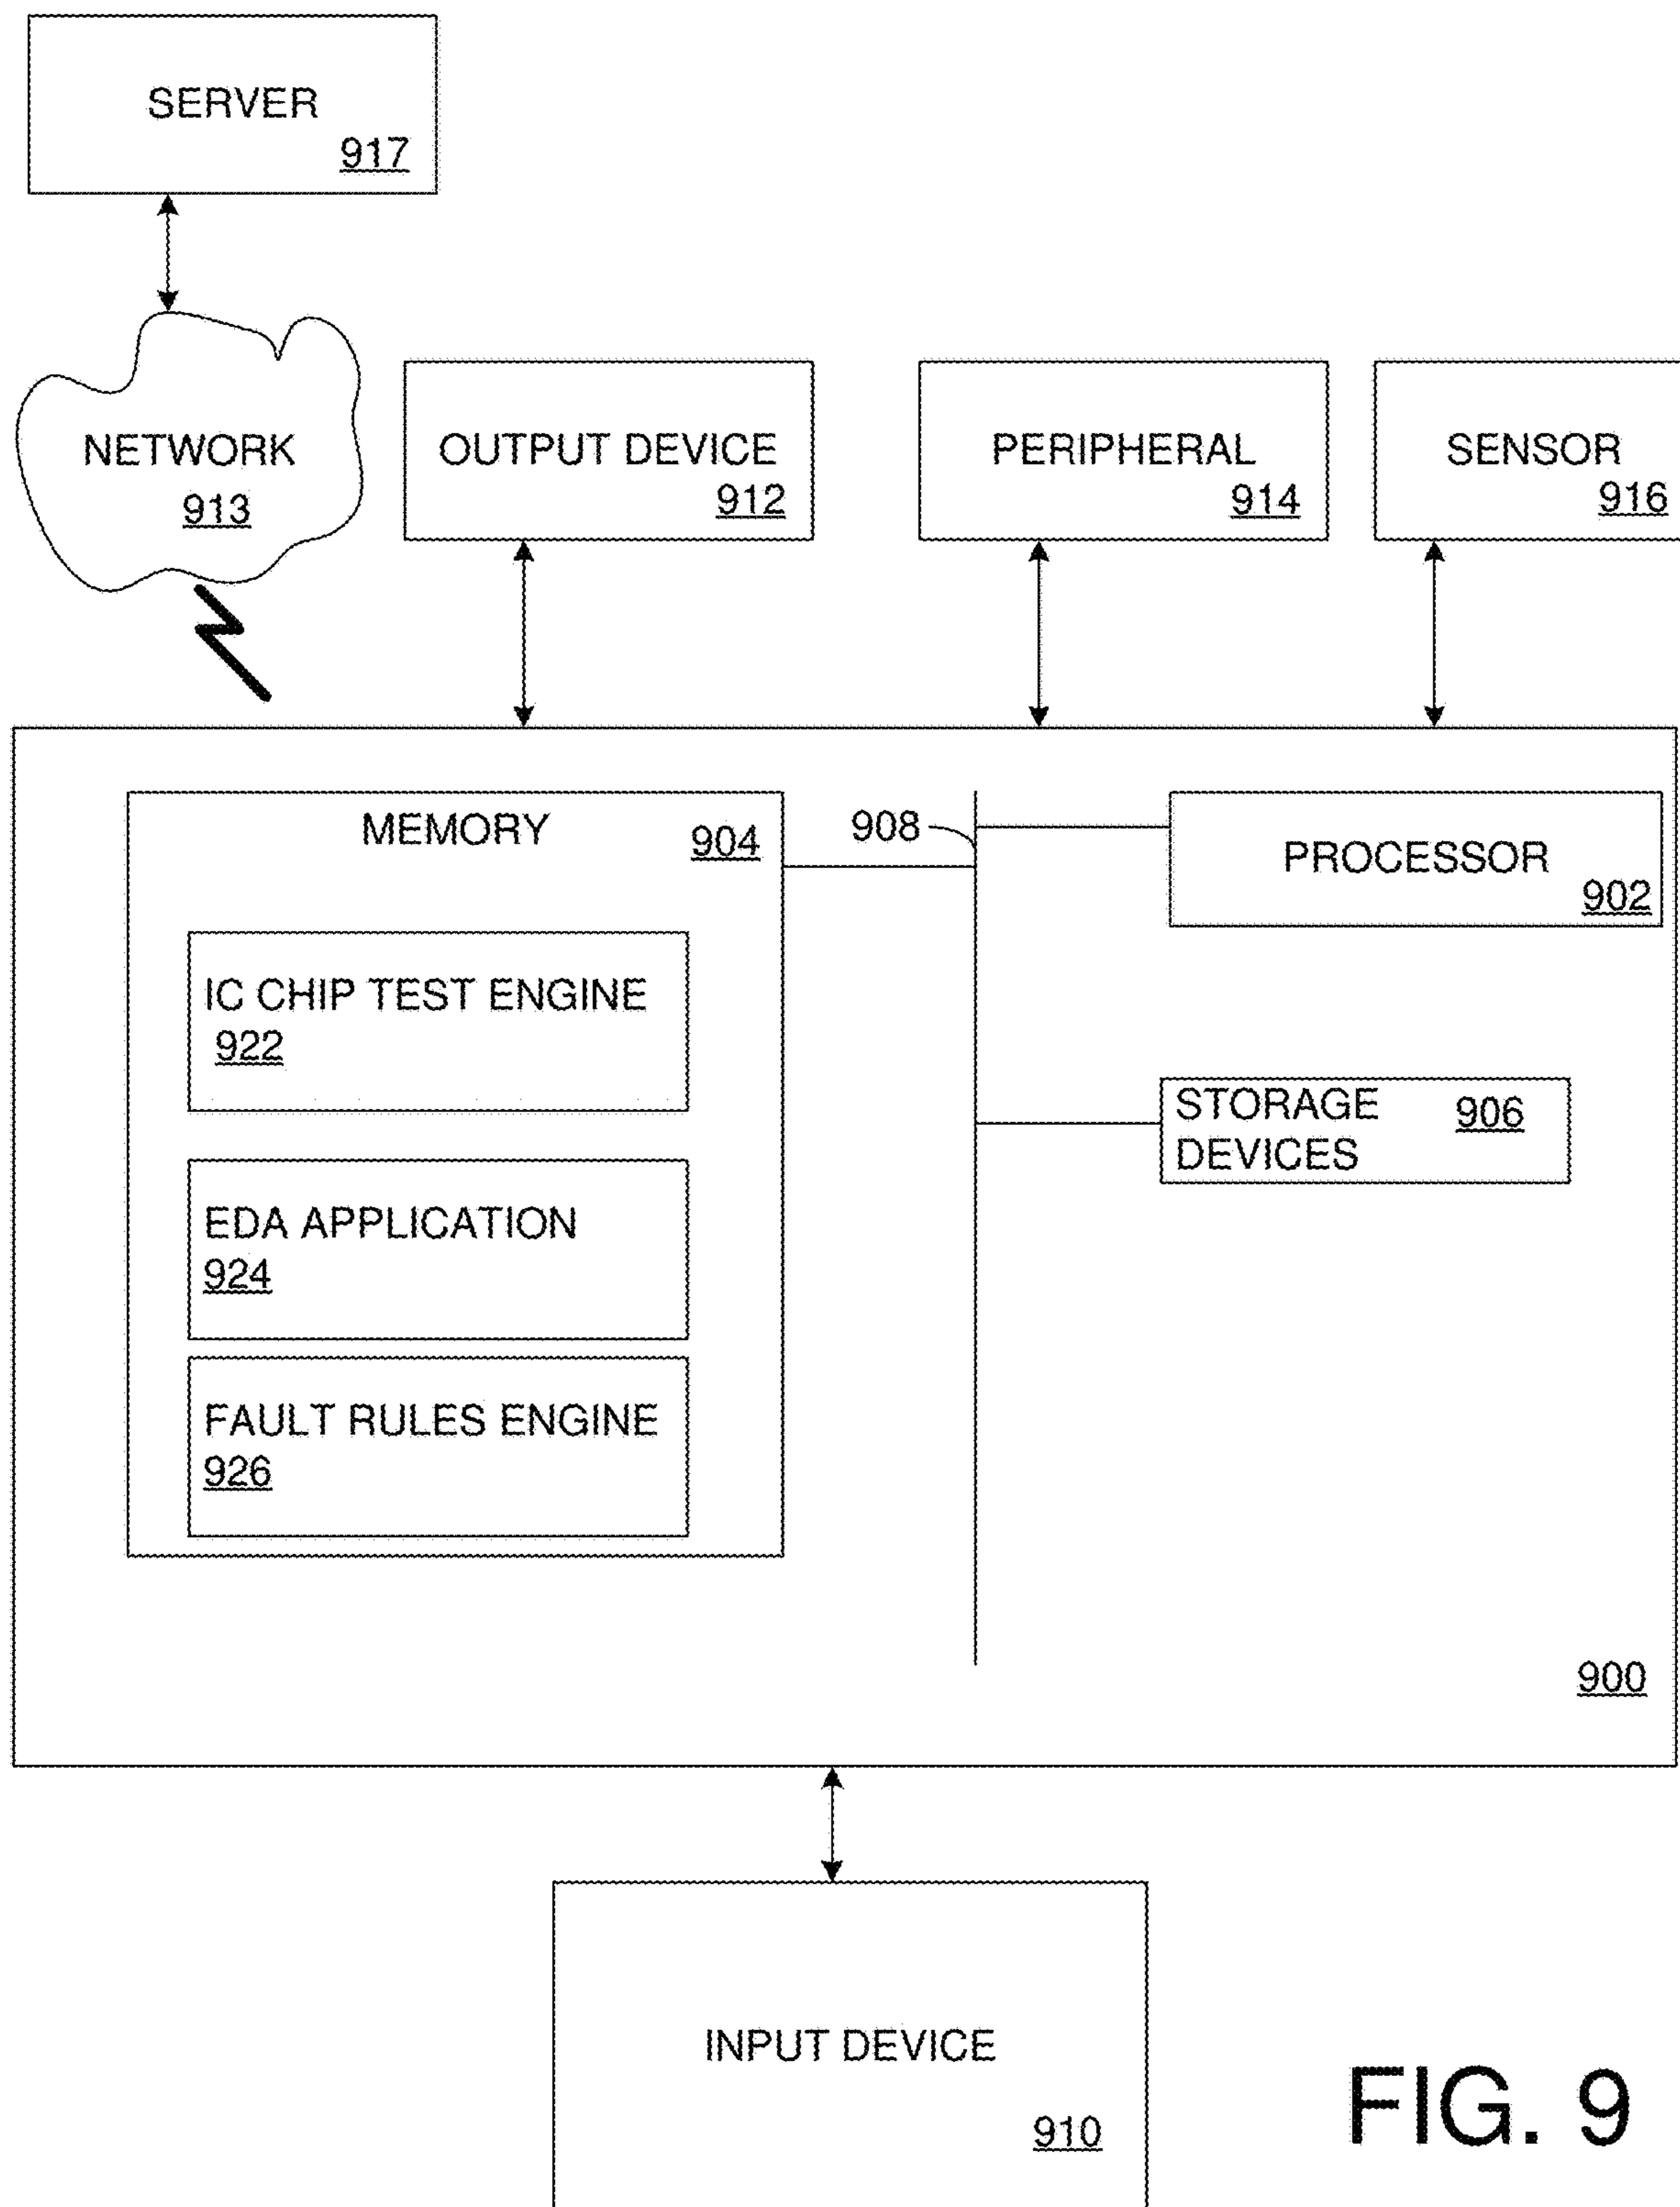 SERVER
917
NETWORK
913
OUTPUT DEVICE
912
PERIPHERAL
914
SENSOR
916
MEMORY
904
908
PROCESSOR
902
IC CHIP TEST ENGINE
922
STORAGE
DEVICES
906
EDA APPLICATION
924
FAULT RULES ENGINE
926
900
INPUT DEVICE
910
FIG. 9